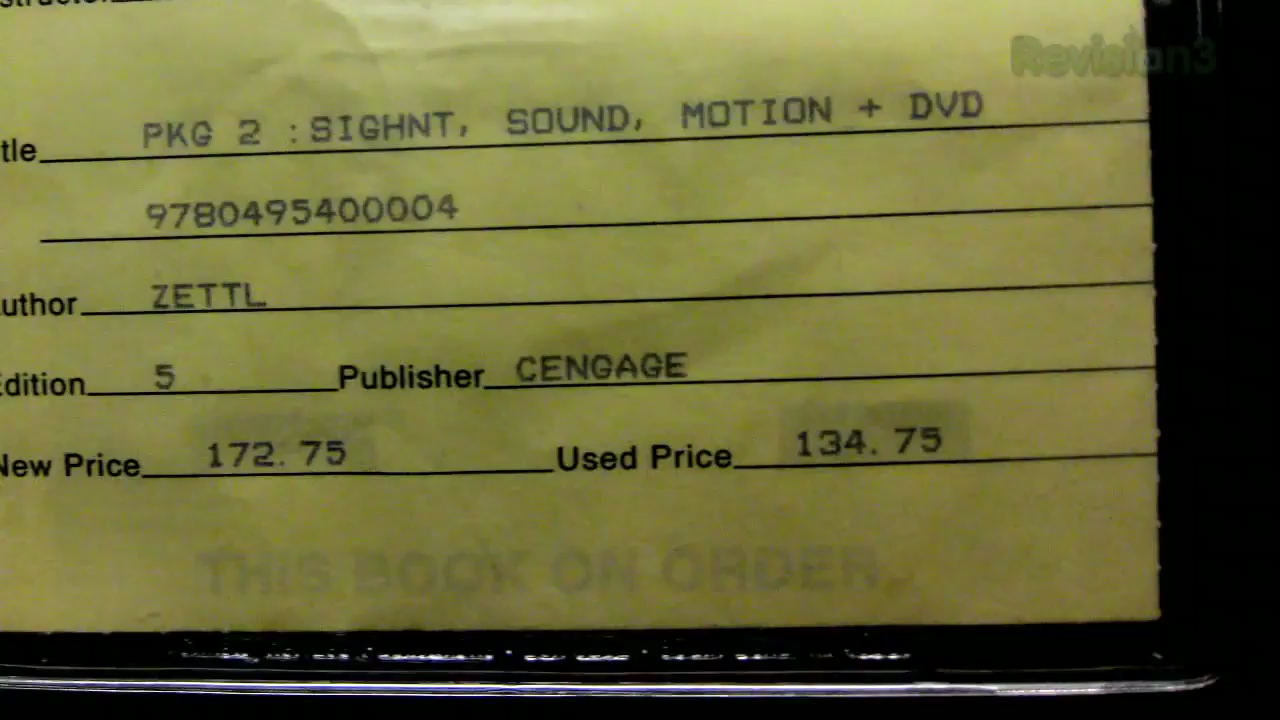 Revision3
tle PKG 2 :SIGHNT, SOUND, MOTION + DVD
9780495400004
uthor ZETTL
Edition 5 Publisher CENGAGE
New Price 172.75 Used Price 134.75
THIS BOOK ON ORDER